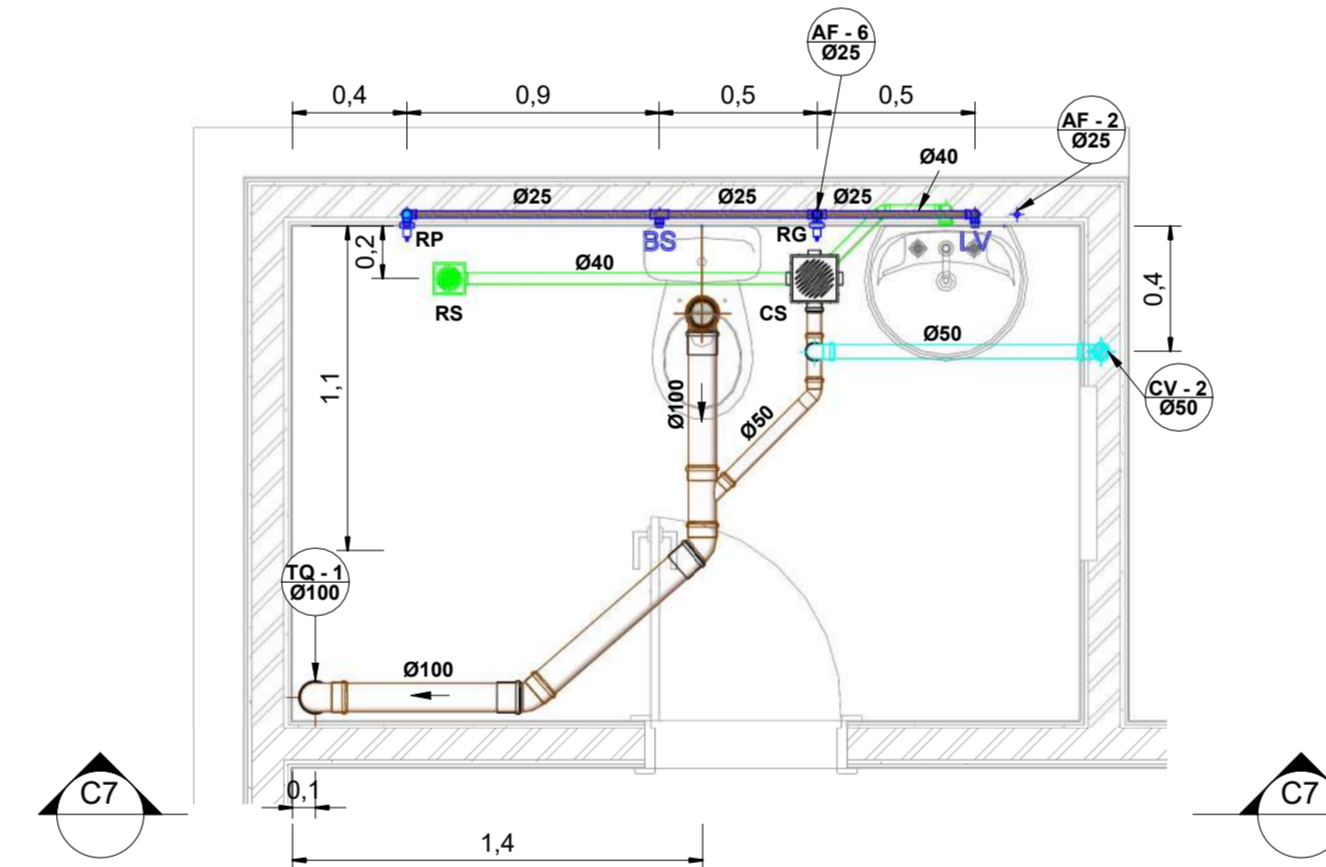 AF - 6
Ø25
0,4
0,9
0,5
0,5
AF - 2
Ø25
Ø40
Ø25
Ø25
Ø25
RP
BS
RG
LV
0,2
Ø40
0,4
RS
CS
Ø50
1,1
Ø100
Ø50
CV - 2
Ø50
TQ - 1
Ø100
Ø100
C7
C7
0,1
1,4